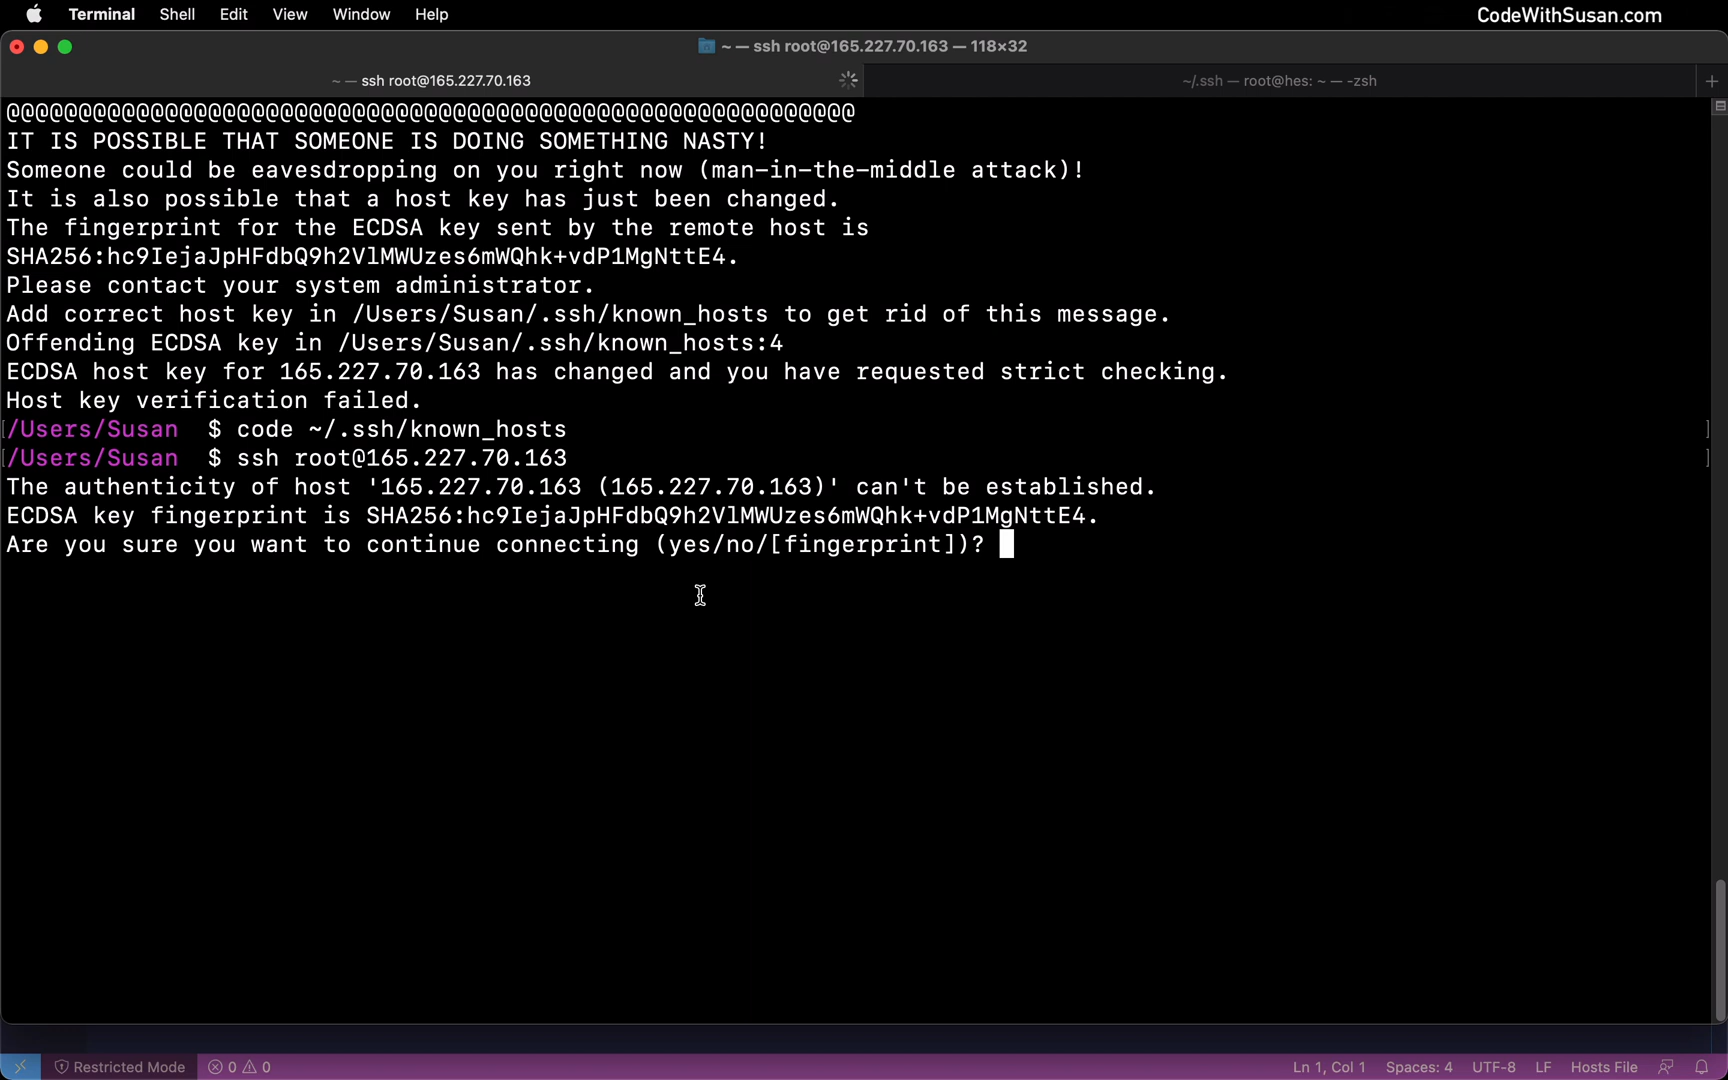 Terminal Shell Edit View Window Help CodeWithSusan.com
~ — ssh root@165.227.70.163 — 118×32
~ — ssh root@165.227.70.163 ~/.ssh — root@hes: ~ — -zsh +
@@@@@@@@@@@@@@@@@@@@@@@@@@@@@@@@@@@@@@@@@@@@@@@@@@@@@@@@@@@
IT IS POSSIBLE THAT SOMEONE IS DOING SOMETHING NASTY!
Someone could be eavesdropping on you right now (man-in-the-middle attack)!
It is also possible that a host key has just been changed.
The fingerprint for the ECDSA key sent by the remote host is
SHA256:hc9IejaJpHFdbQ9h2VlMWUzes6mWQhk+vdP1MgNttE4.
Please contact your system administrator.
Add correct host key in /Users/Susan/.ssh/known_hosts to get rid of this message.
Offending ECDSA key in /Users/Susan/.ssh/known_hosts:4
ECDSA host key for 165.227.70.163 has changed and you have requested strict checking.
Host key verification failed.
[/Users/Susan $ code ~/.ssh/known_hosts ]
[/Users/Susan $ ssh root@165.227.70.163 ]
The authenticity of host '165.227.70.163 (165.227.70.163)' can't be established.
ECDSA key fingerprint is SHA256:hc9IejaJpHFdbQ9h2VlMWUzes6mWQhk+vdP1MgNttE4.
Are you sure you want to continue connecting (yes/no/[fingerprint])?
Restricted Mode 0 0 Ln 1, Col 1 Spaces: 4 UTF-8 LF Hosts File